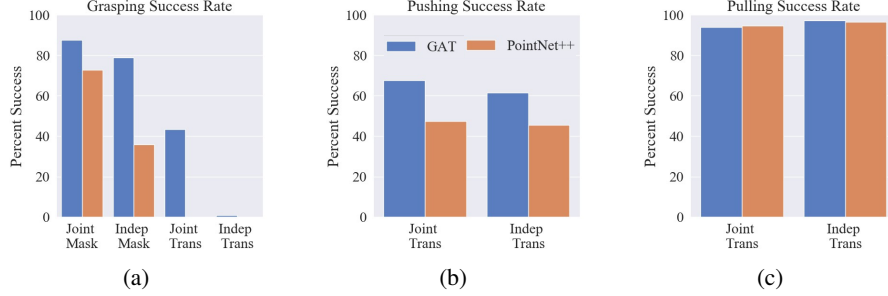 Grasping Success Rate
Percent Success
100
80
60
40
20
0
Joint Mask
Indep Mask
Joint Trans
Indep Trans
(a)
Pushing Success Rate
Percent Success
100
80
60
40
20
0
GAT
PointNet++
Joint Trans
Indep Trans
(b)
Pulling Success Rate
Percent Success
100
80
60
40
20
0
Joint Trans
Indep Trans
(c)